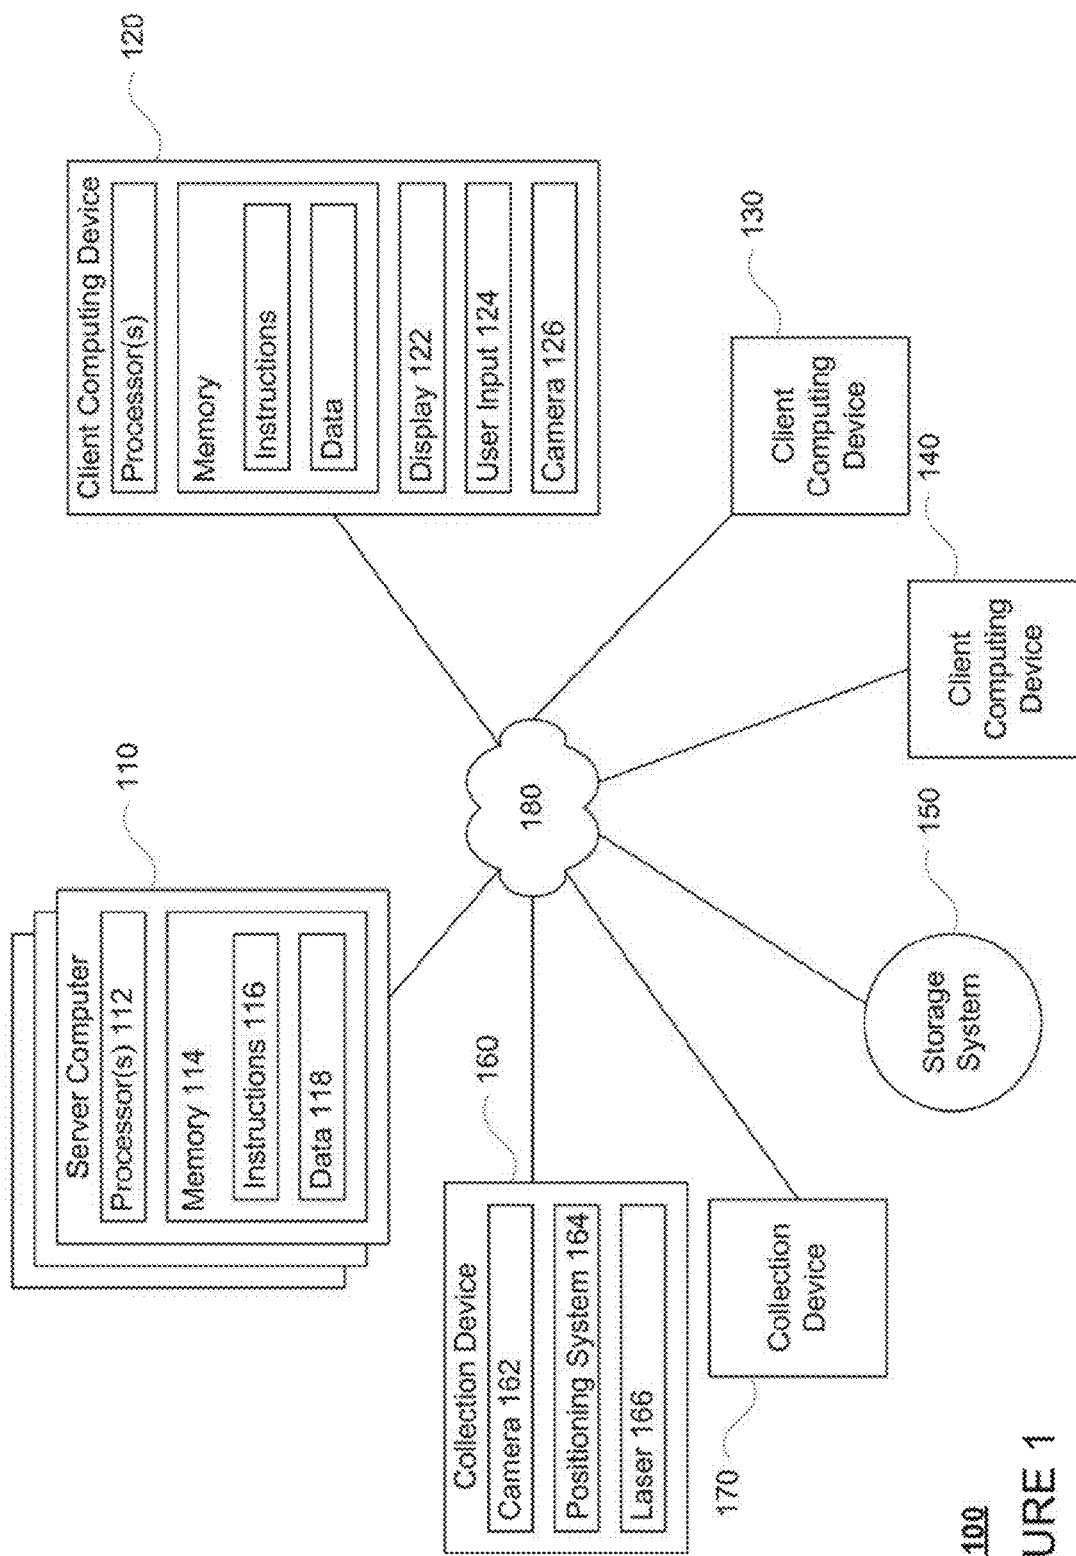 Server Computer
Processor(s) 112
Memory 114
Instructions 116
Data 118
110
Client Computing Device
Processor(s)
Memory
Instructions
Data
Display 122
User Input 124
Camera 126
120
Collection Device
Camera 162
Positioning System 164
Laser 166
160
180
Client
Computing
Device
130
Collection
Device
170
Storage
System
150
Client
Computing
Device
140
100
URE 1